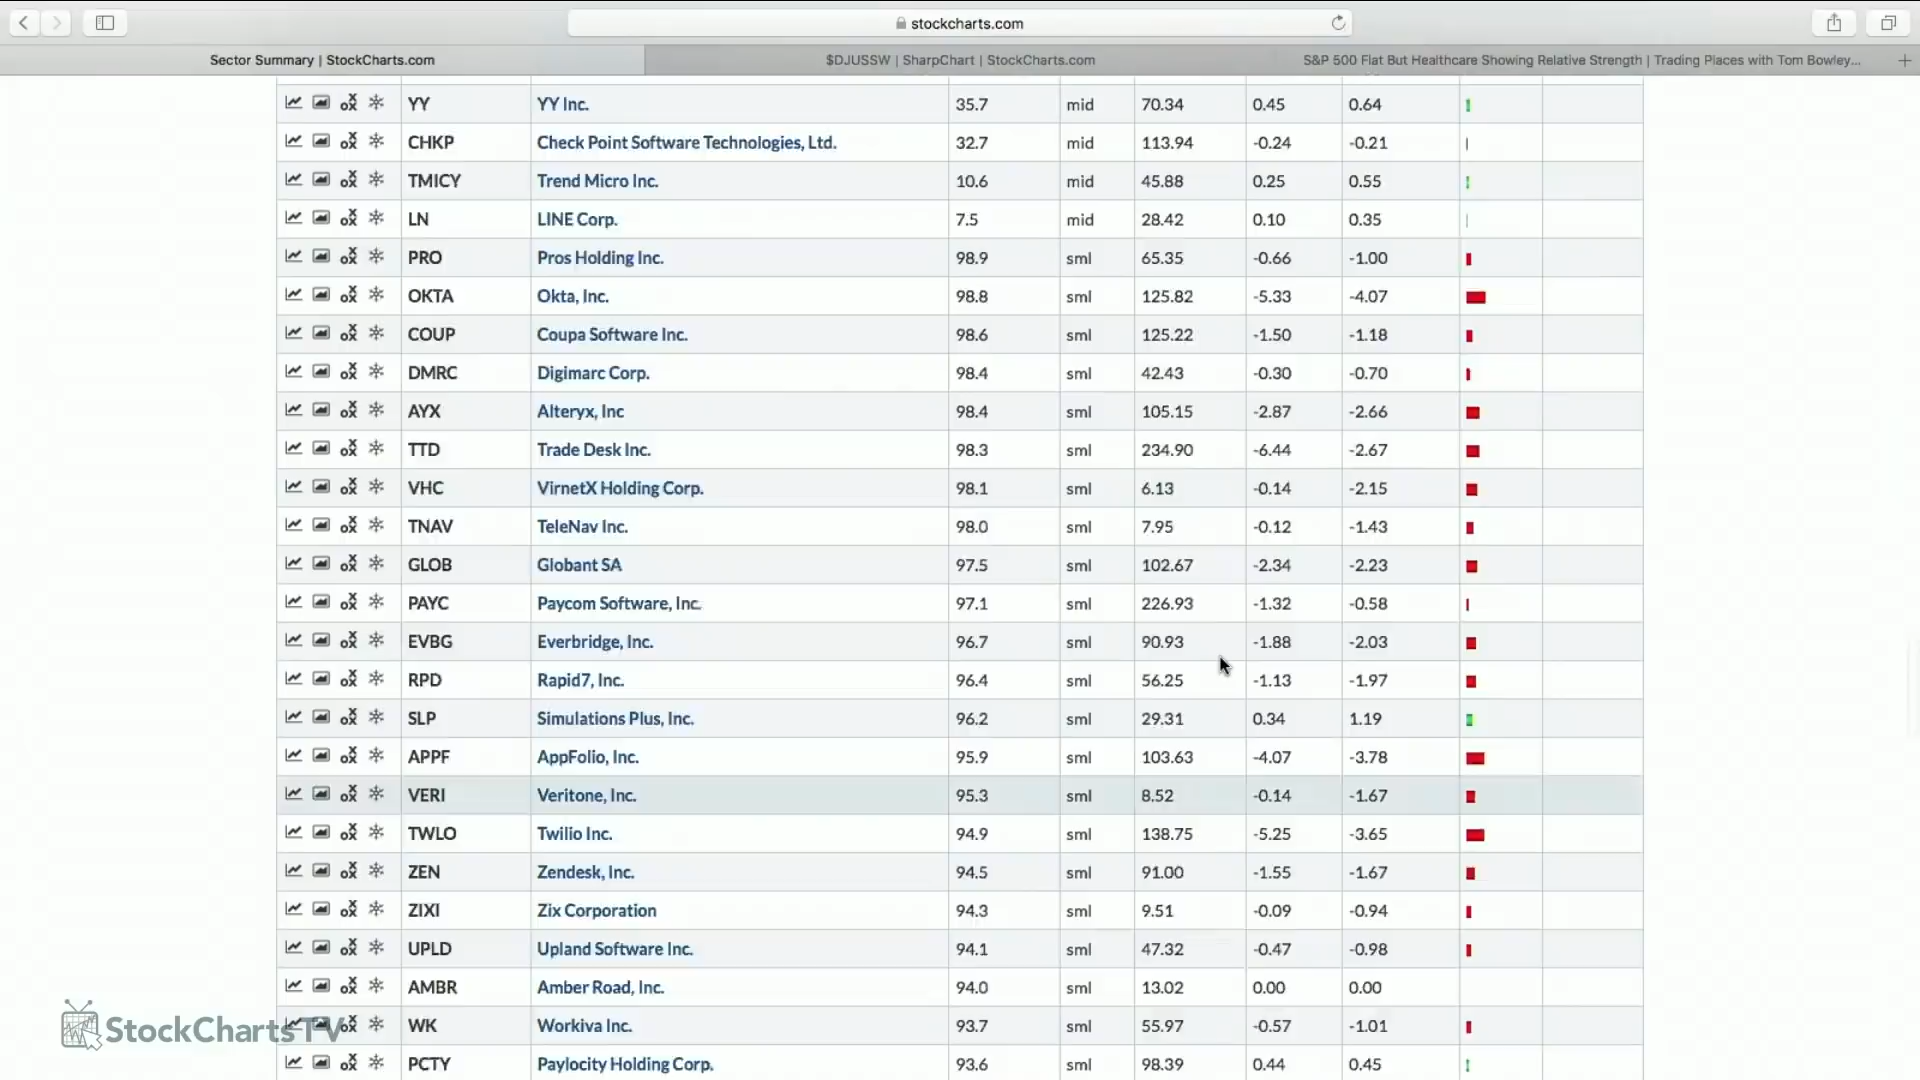 stockcharts.com
Sector Summary | StockCharts.com
$DJUSSW | SharpChart | StockCharts.com
S&P 500 Flat But Healthcare Showing Relative Strength | Trading Places with Tom Bowley...
YY YY Inc. 35.7 mid 70.34 0.45 0.64
CHKP Check Point Software Technologies, Ltd. 32.7 mid 113.94 -0.24 -0.21
TMICY Trend Micro Inc. 10.6 mid 45.88 0.25 0.55
LN LINE Corp. 7.5 mid 28.42 0.10 0.35
PRO Pros Holding Inc. 98.9 sml 65.35 -0.66 -1.00
OKTA Okta, Inc. 98.8 sml 125.82 -5.33 -4.07
COUP Coupa Software Inc. 98.6 sml 125.22 -1.50 -1.18
DMRC Digimarc Corp. 98.4 sml 42.43 -0.30 -0.70
AYX Alteryx, Inc 98.4 sml 105.15 -2.87 -2.66
TTD Trade Desk Inc. 98.3 sml 234.90 -6.44 -2.67
VHC VirnetX Holding Corp. 98.1 sml 6.13 -0.14 -2.15
TNAV TeleNav Inc. 98.0 sml 7.95 -0.12 -1.43
GLOB Globant SA 97.5 sml 102.67 -2.34 -2.23
PAYC Paycom Software, Inc. 97.1 sml 226.93 -1.32 -0.58
EVBG Everbridge, Inc. 96.7 sml 90.93 -1.88 -2.03
RPD Rapid7, Inc. 96.4 sml 56.25 -1.13 -1.97
SLP Simulations Plus, Inc. 96.2 sml 29.31 0.34 1.19
APPF AppFolio, Inc. 95.9 sml 103.63 -4.07 -3.78
VERI Veritone, Inc. 95.3 sml 8.52 -0.14 -1.67
TWLO Twilio Inc. 94.9 sml 138.75 -5.25 -3.65
ZEN Zendesk, Inc. 94.5 sml 91.00 -1.55 -1.67
ZIXI Zix Corporation 94.3 sml 9.51 -0.09 -0.94
UPLD Upland Software Inc. 94.1 sml 47.32 -0.47 -0.98
AMBR Amber Road, Inc. 94.0 sml 13.02 0.00 0.00
WK Workiva Inc. 93.7 sml 55.97 -0.57 -1.01
StockChartsTV
PCTY Paylocity Holding Corp. 93.6 sml 98.39 0.44 0.45